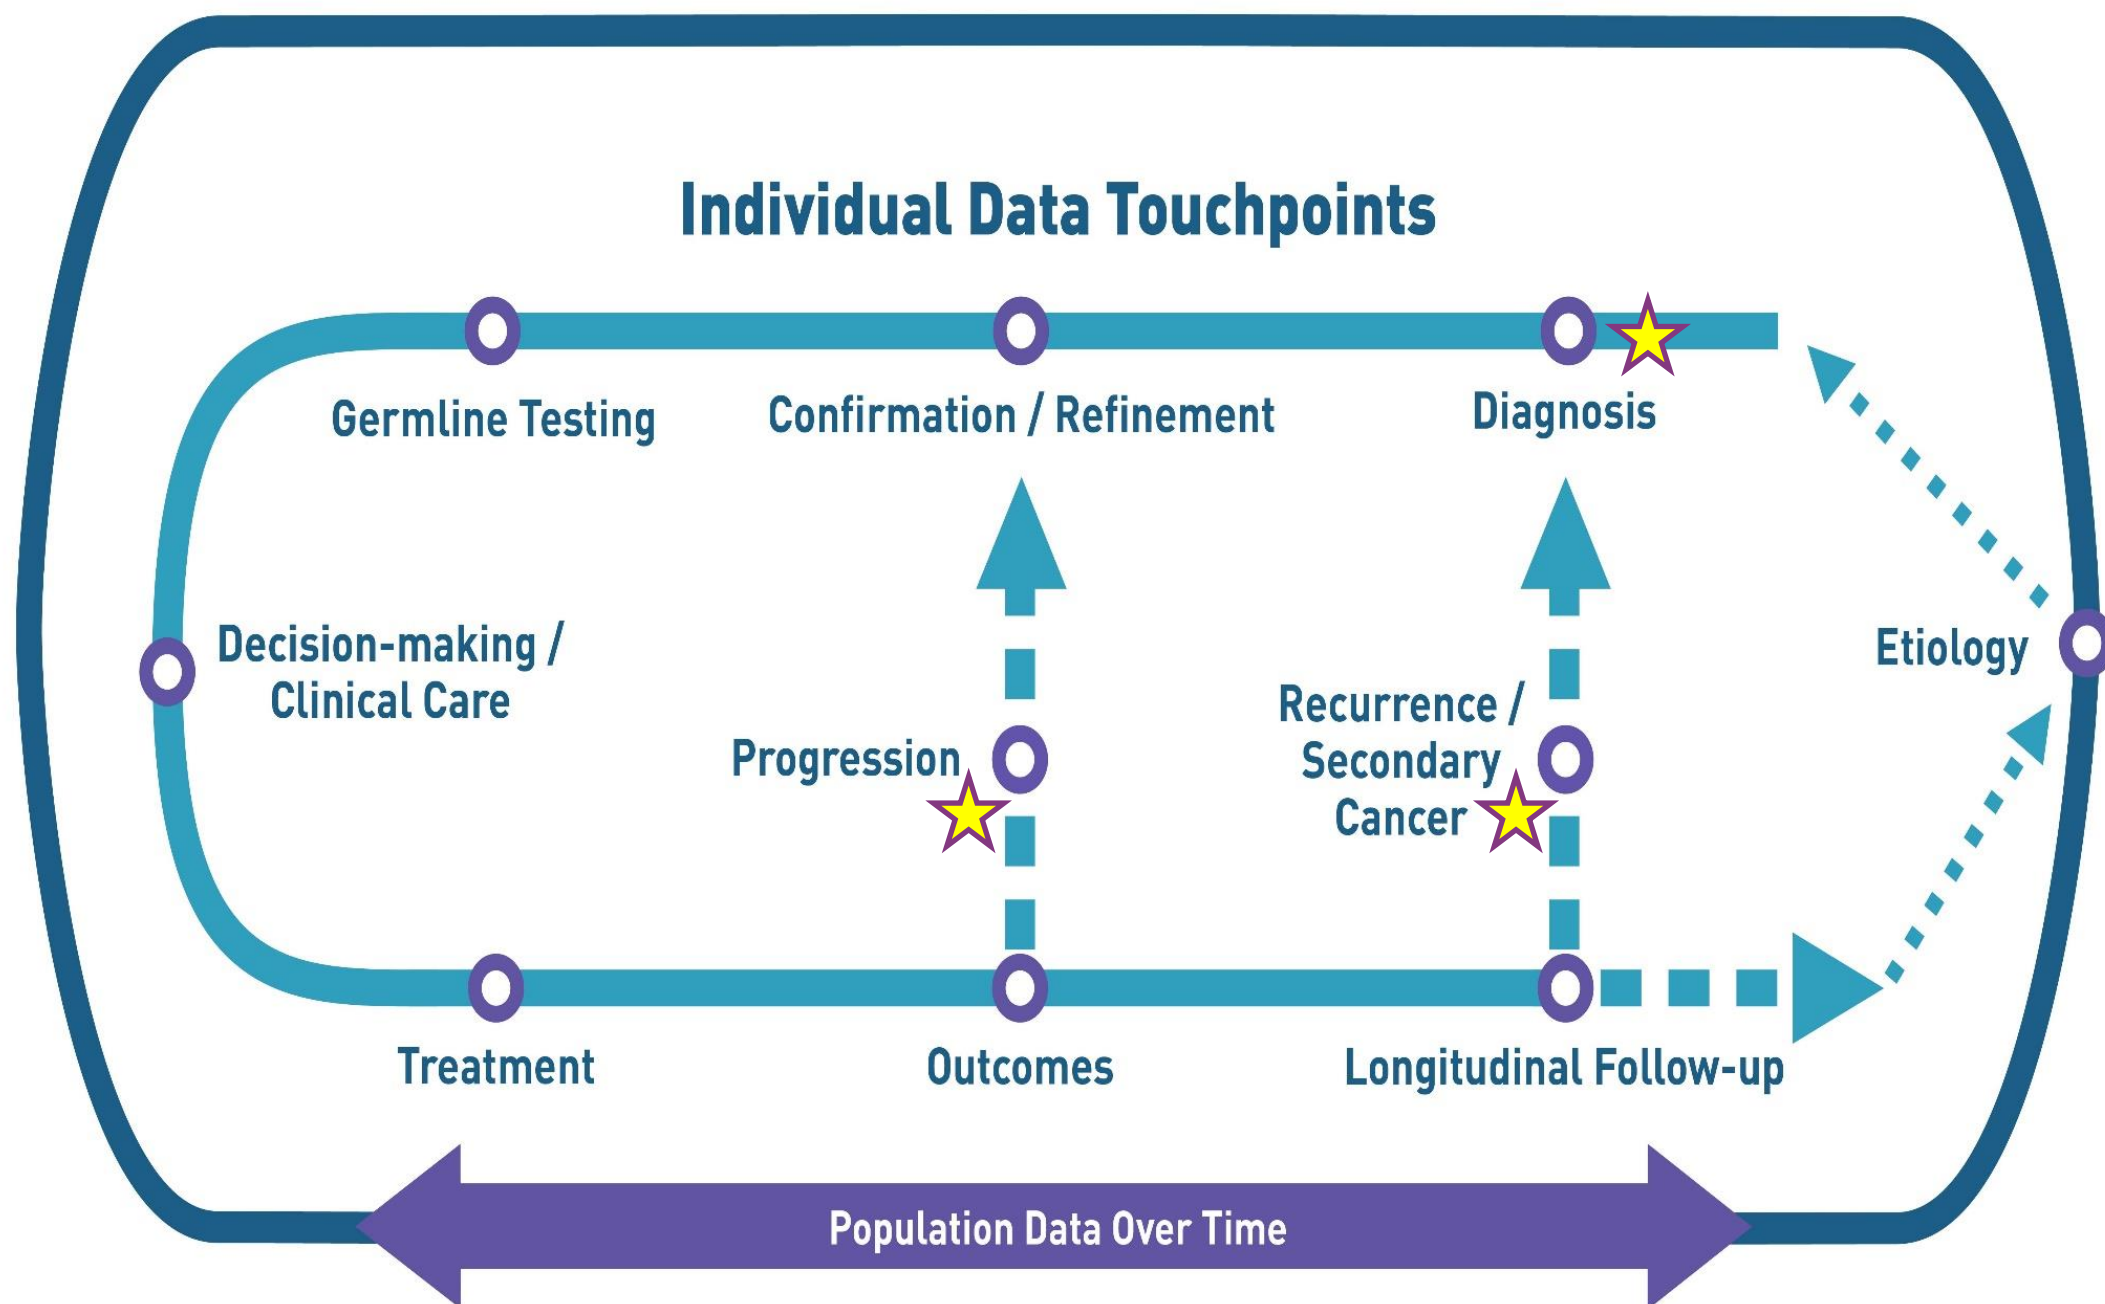 Individual Data Touchpoints
Germline Testing
Confirmation / Refinement
Diagnosis
Decision-making /
Clinical Care
Progression
Recurrence /
Secondary
Cancer
Etiology
Treatment
Outcomes
Longitudinal Follow-up
Population Data Over Time